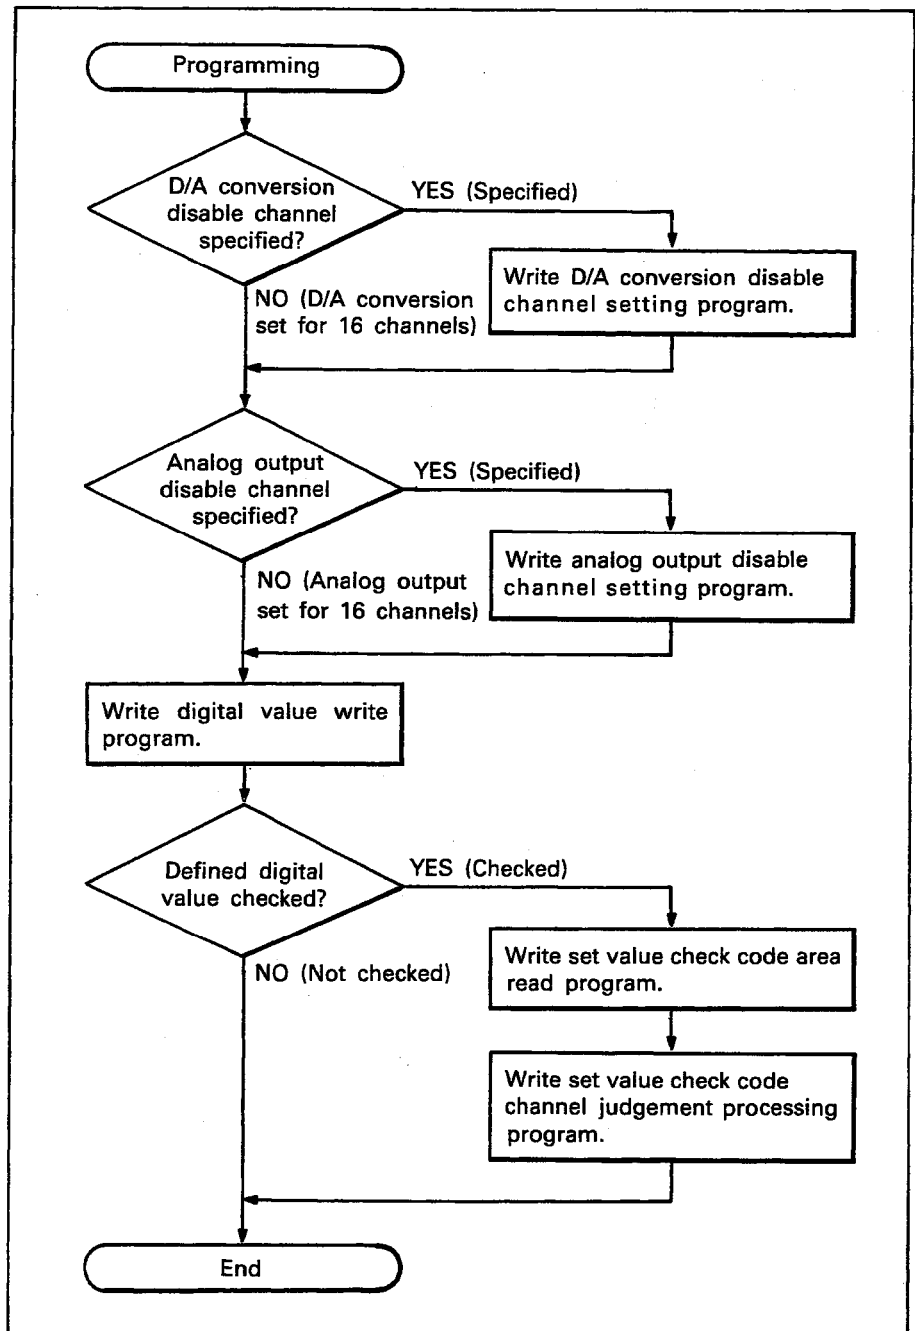 Programming
D/A conversion
disable channel
specified?
YES (Specified)
Write D/A conversion disable
channel setting program.
NO (D/A conversion
set for 16 channels)
Analog output
disable channel
specified?
YES (Specified)
Write analog output disable
channel setting program.
NO (Analog output
set for 16 channels)
Write digital value write
program.
Defined digital
value checked?
YES (Checked)
Write set value check code area
read program.
NO (Not checked)
Write set value check code
channel judgement processing
program.
End